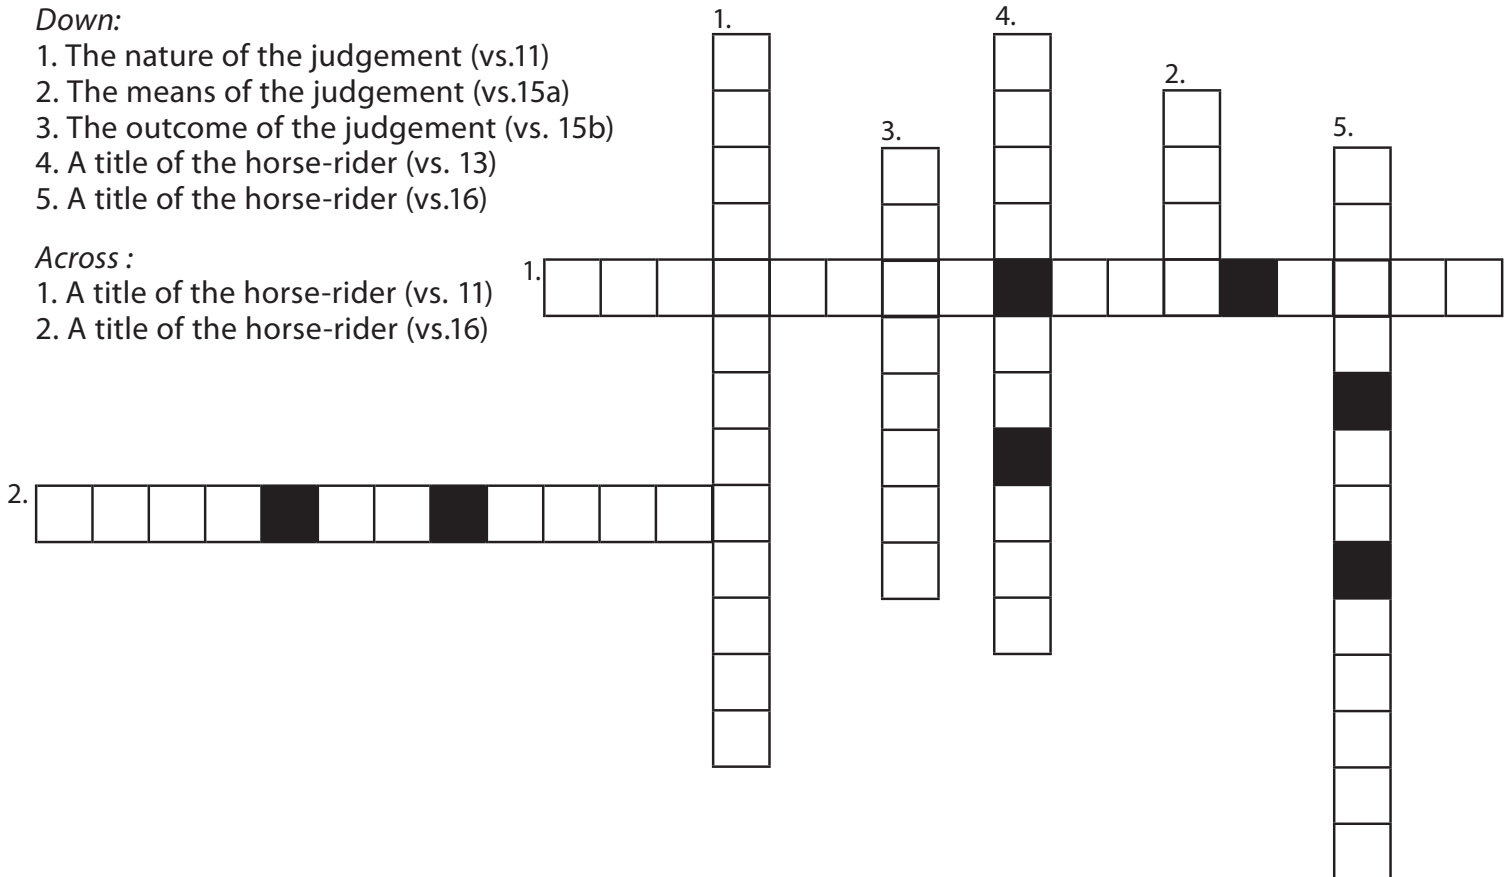 Down:
1. The nature of the judgement (vs.11)
2. The means of the judgement (vs.15a)
3. The outcome of the judgement (vs. 15b)
4. A title of the horse-rider (vs. 13)
5. A title of the horse-rider (vs.16)
Across :
1. A title of the horse-rider (vs. 11)
2. A title of the horse-rider (vs.16)
1.
4.
2.
3.
5.
1.
2.